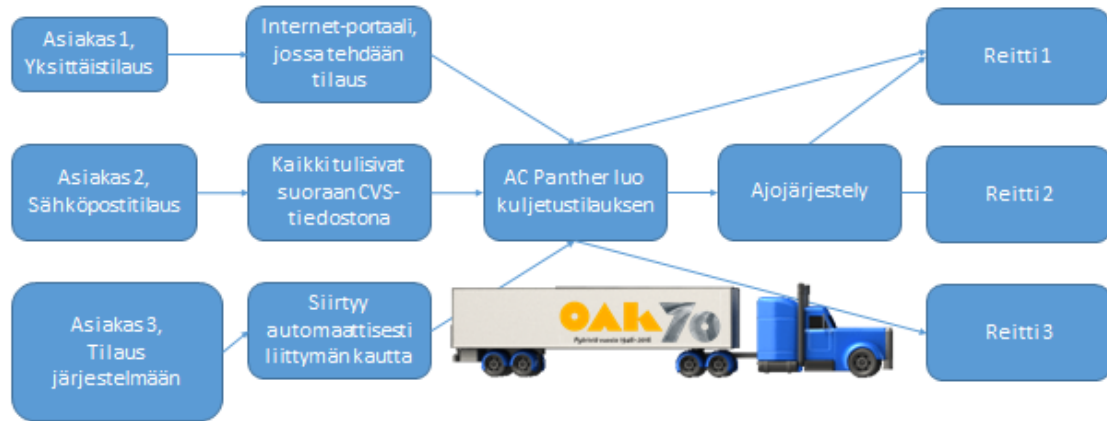 Asiakas 1,
Yksittäistilaus
Internet-portaali,
jossa tehdään
tilaus
Reitti 1
Asiakas 2,
Sähköpostitilaus
Kaikki tulisivat
suoraan CVS-
tiedostona
AC Panther luo
kuljetustilauksen
Ajojärjestely
Reitti 2
Asiakas 3,
Tilaus
järjestelmään
Siirtyy
automaattisesti
liittymän kautta
OAK 70
Reitti 3